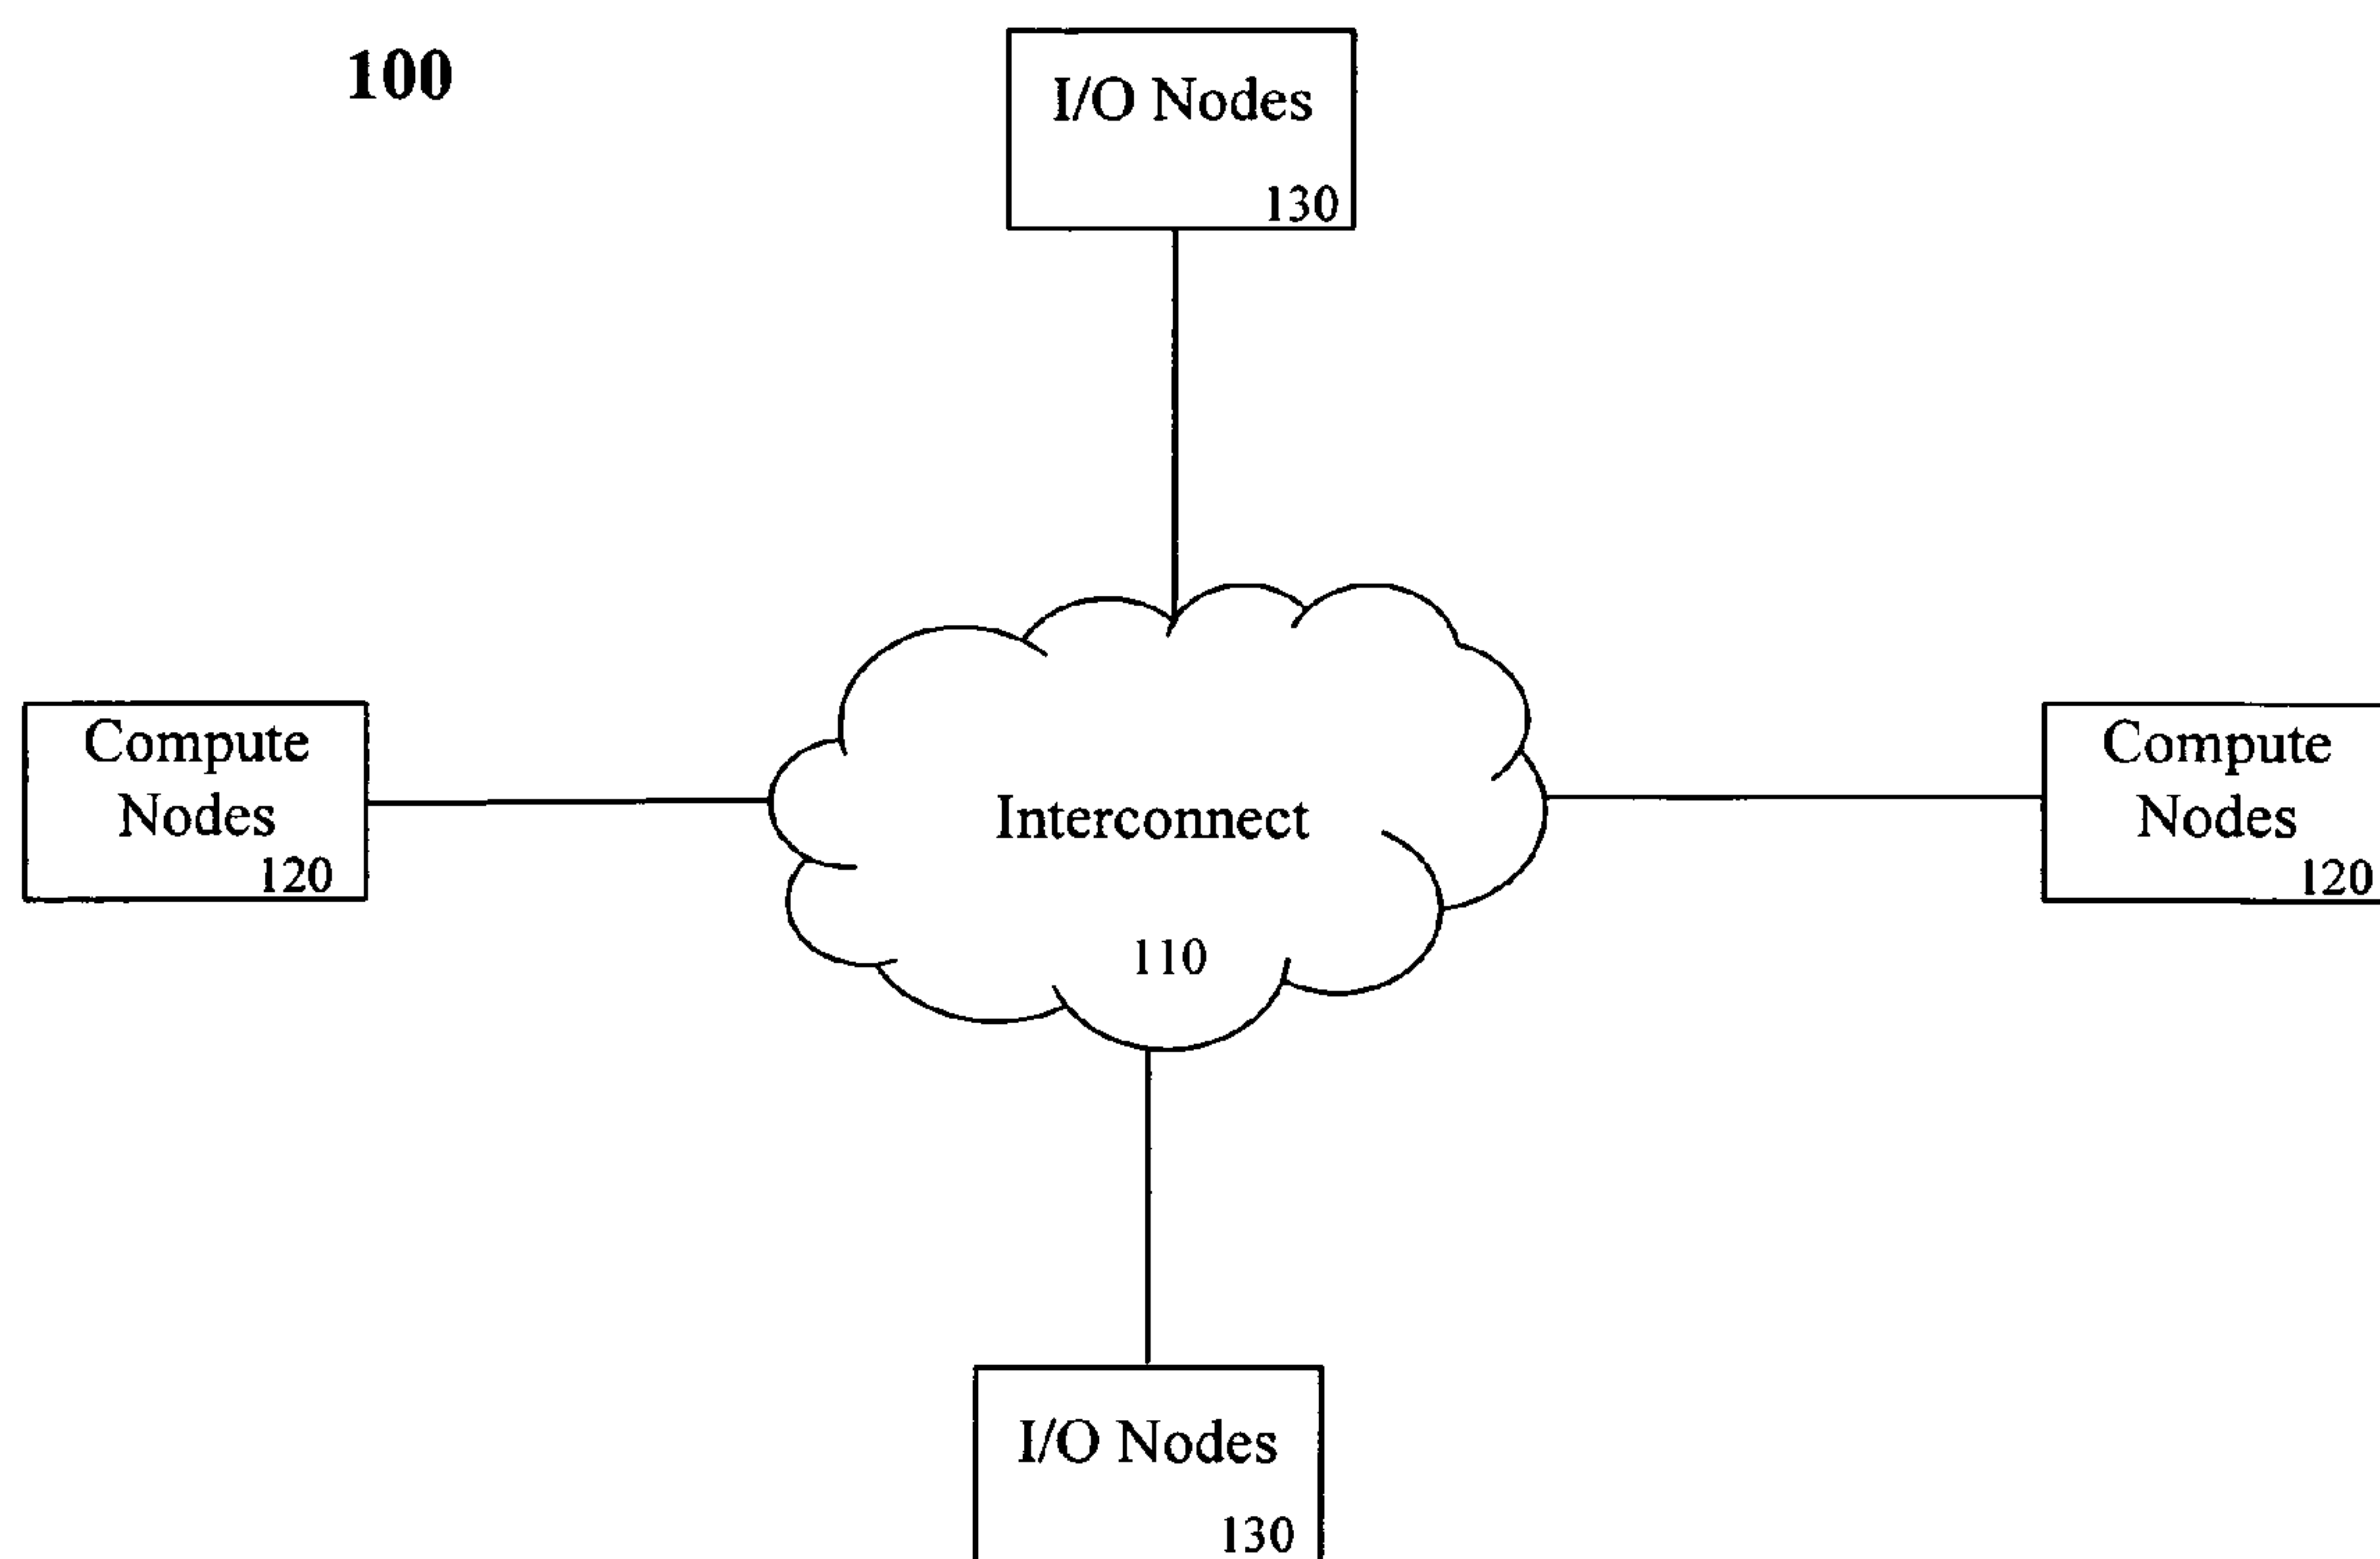 100
I/O Nodes
130
Compute
Nodes
120
Interconnect
110
Compute
Nodes
120
I/O Nodes
130